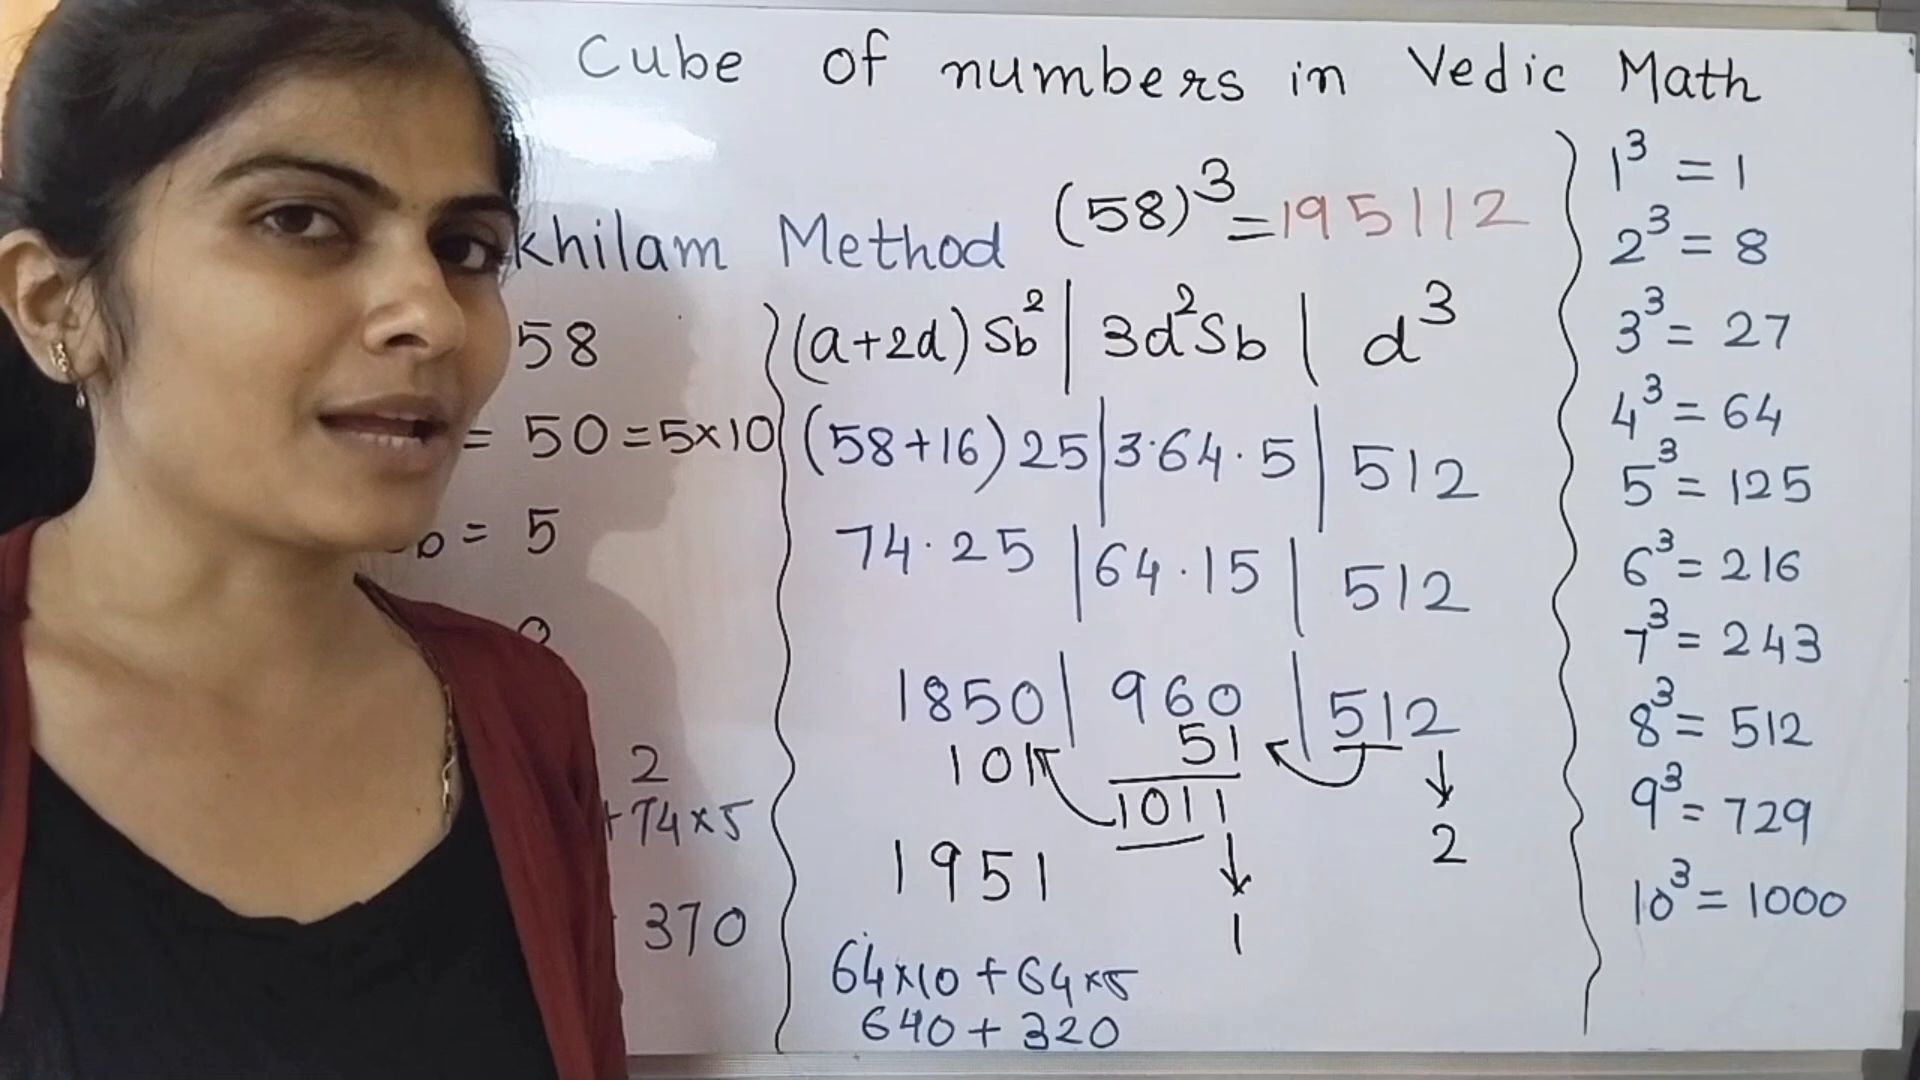 Cube of numbers in Vedic Math
khilam Method
(58)³ = 195112
58
= 50 = 5×10
b = 5
2
+74×5
370
(a+2d) Sb² | 3d²Sb | d³
(58+16) 25 | 3·64·5 | 512
74·25 | 64·15 | 512
1850 | 960 | 512
101 51
1011
1951
2
1
64×10 + 64×5
640 + 320
1³ = 1
2³ = 8
3³ = 27
4³ = 64
5³ = 125
6³ = 216
7³ = 243
8³ = 512
9³ = 729
10³ = 1000